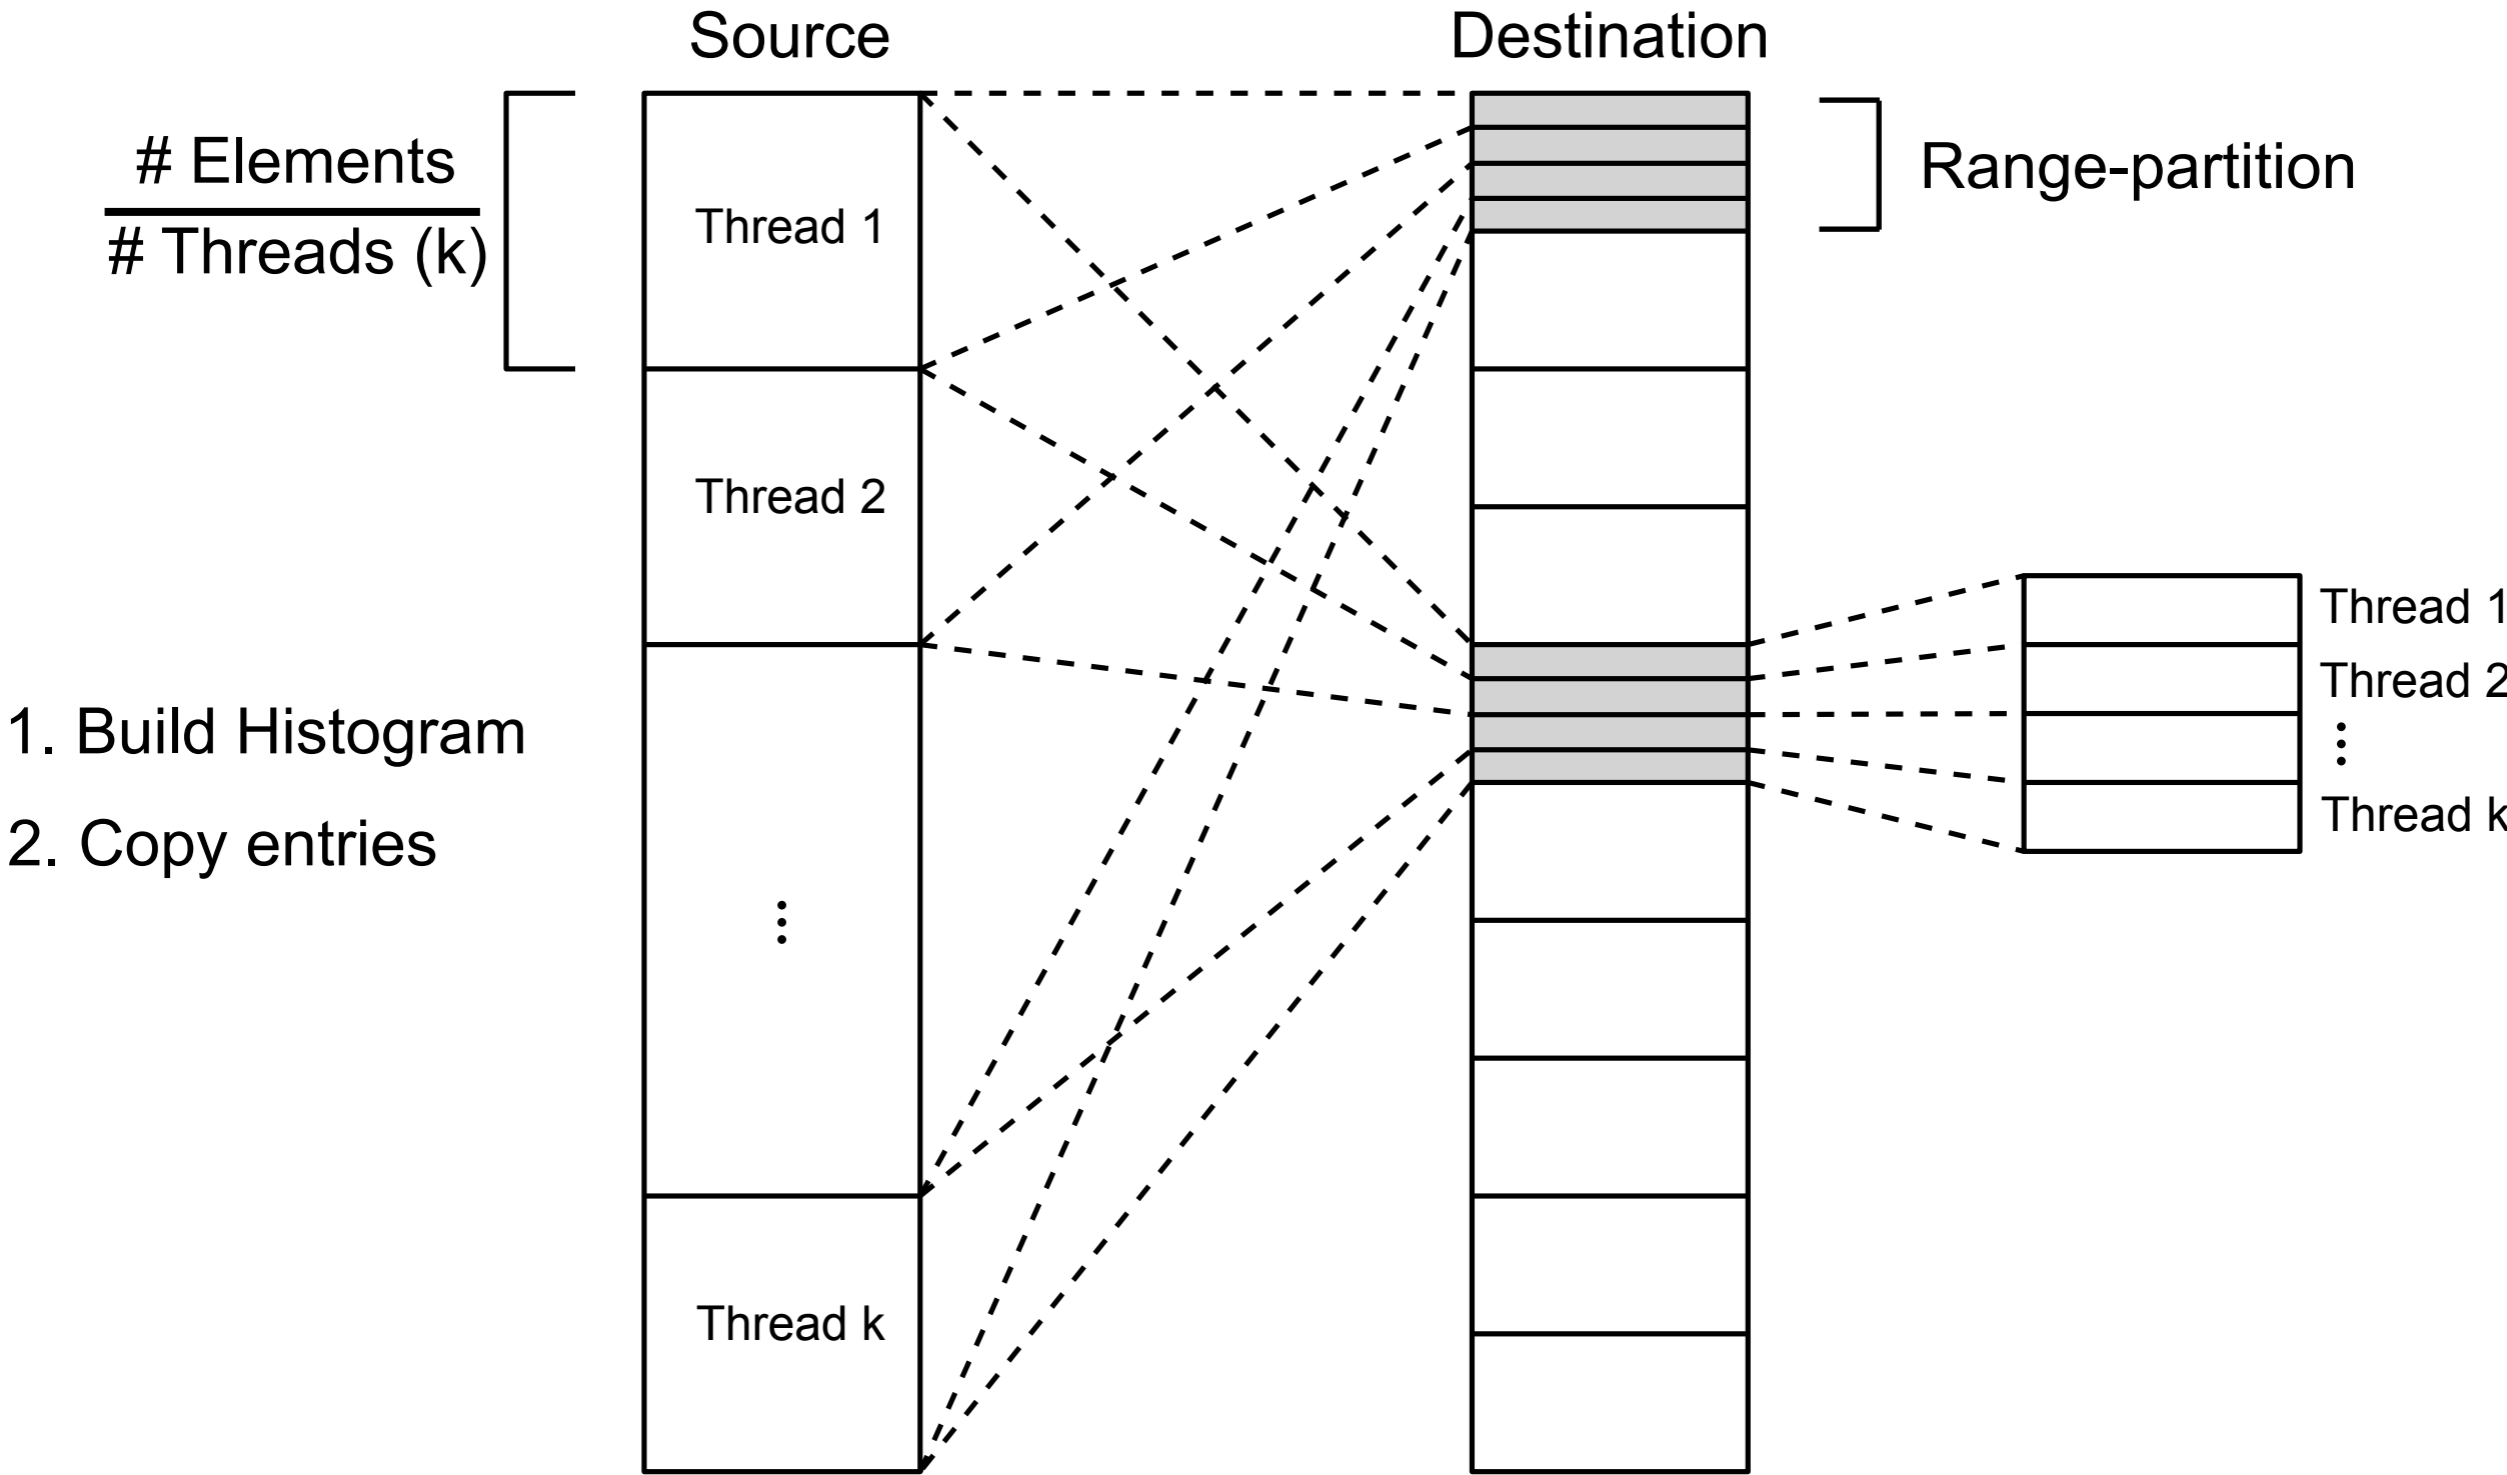 Source
Destination
# Elements
# Threads (k)
Range-partition
Thread 1
Thread 2
⋮
Thread k
1. Build Histogram
2. Copy entries
Thread 1
Thread 2
⋮
Thread k